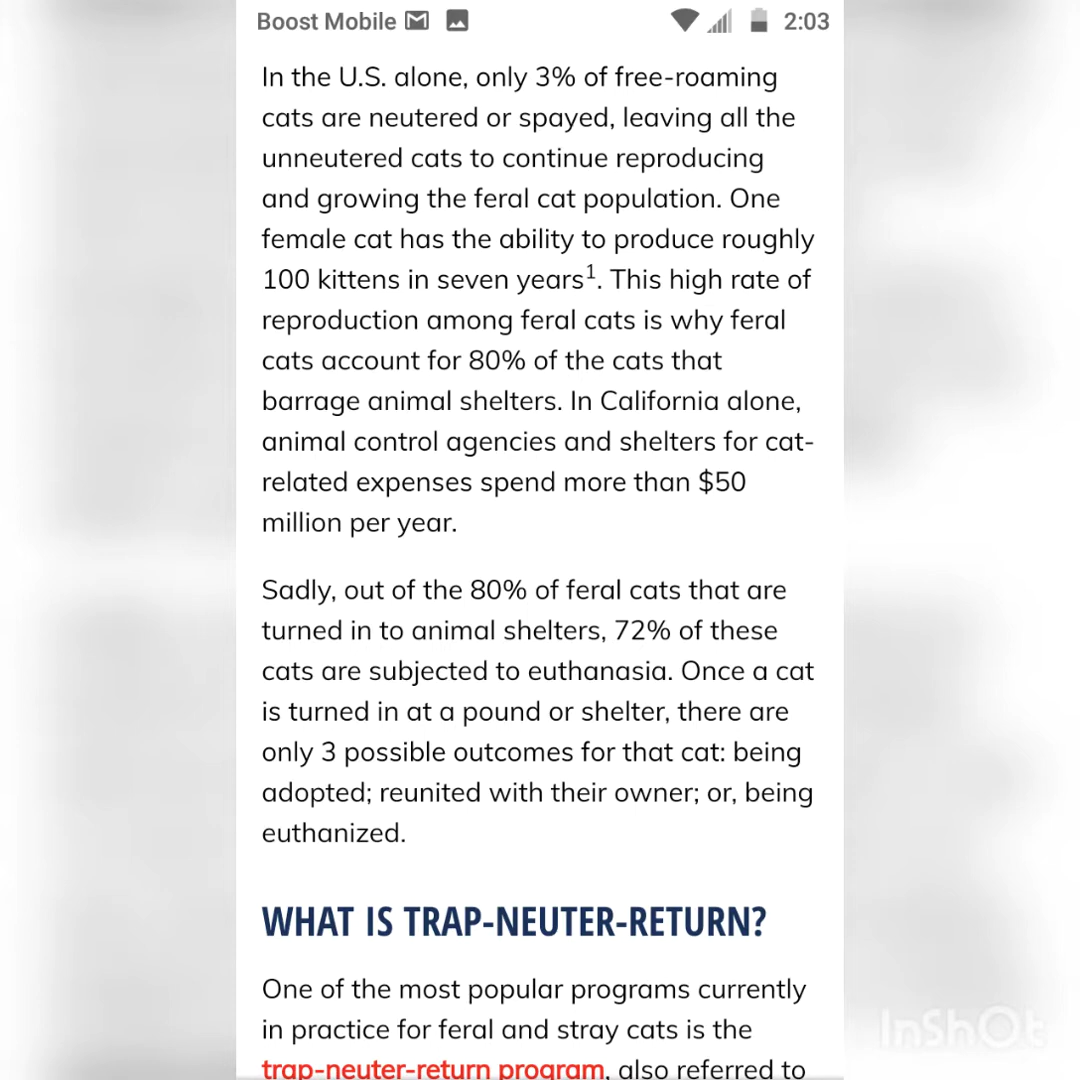 Boost Mobile 2:03
In the U.S. alone, only 3% of free-roaming
cats are neutered or spayed, leaving all the
unneutered cats to continue reproducing
and growing the feral cat population. One
female cat has the ability to produce roughly
100 kittens in seven years¹. This high rate of
reproduction among feral cats is why feral
cats account for 80% of the cats that
barrage animal shelters. In California alone,
animal control agencies and shelters for cat-
related expenses spend more than $50
million per year.
Sadly, out of the 80% of feral cats that are
turned in to animal shelters, 72% of these
cats are subjected to euthanasia. Once a cat
is turned in at a pound or shelter, there are
only 3 possible outcomes for that cat: being
adopted; reunited with their owner; or, being
euthanized.
WHAT IS TRAP-NEUTER-RETURN?
One of the most popular programs currently
in practice for feral and stray cats is the
trap-neuter-return program, also referred to
InShOt